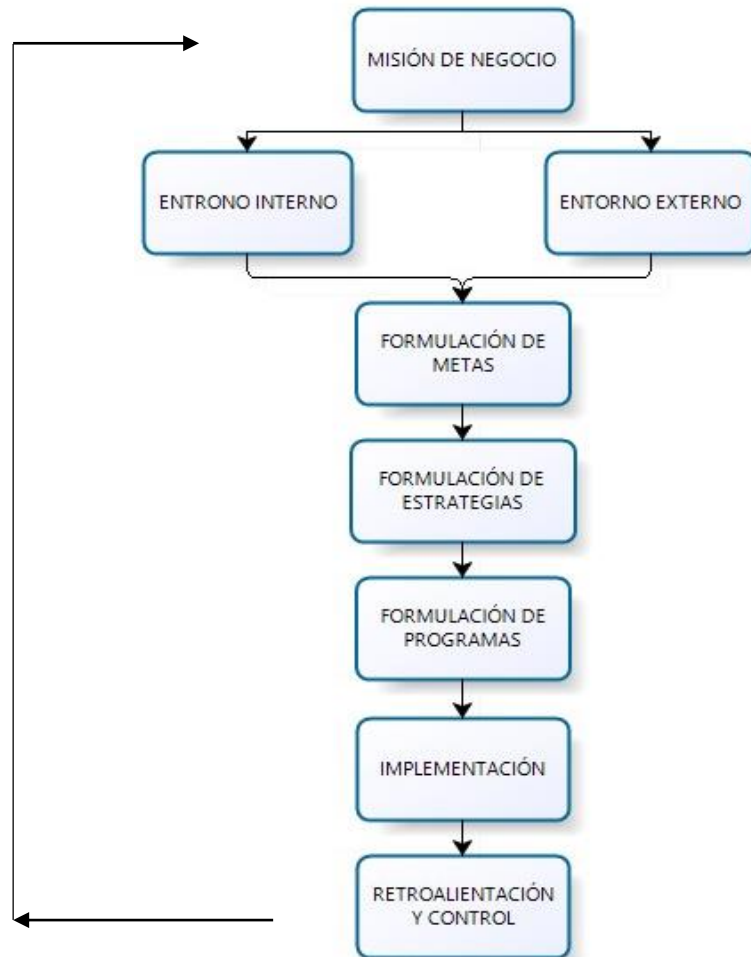 MISIÓN DE NEGOCIO
ENTRONO INTERNO
ENTORNO EXTERNO
FORMULACIÓN DE
METAS
FORMULACIÓN DE
ESTRATEGIAS
FORMULACIÓN DE
PROGRAMAS
IMPLEMENTACIÓN
RETROALIENTACIÓN
Y CONTROL